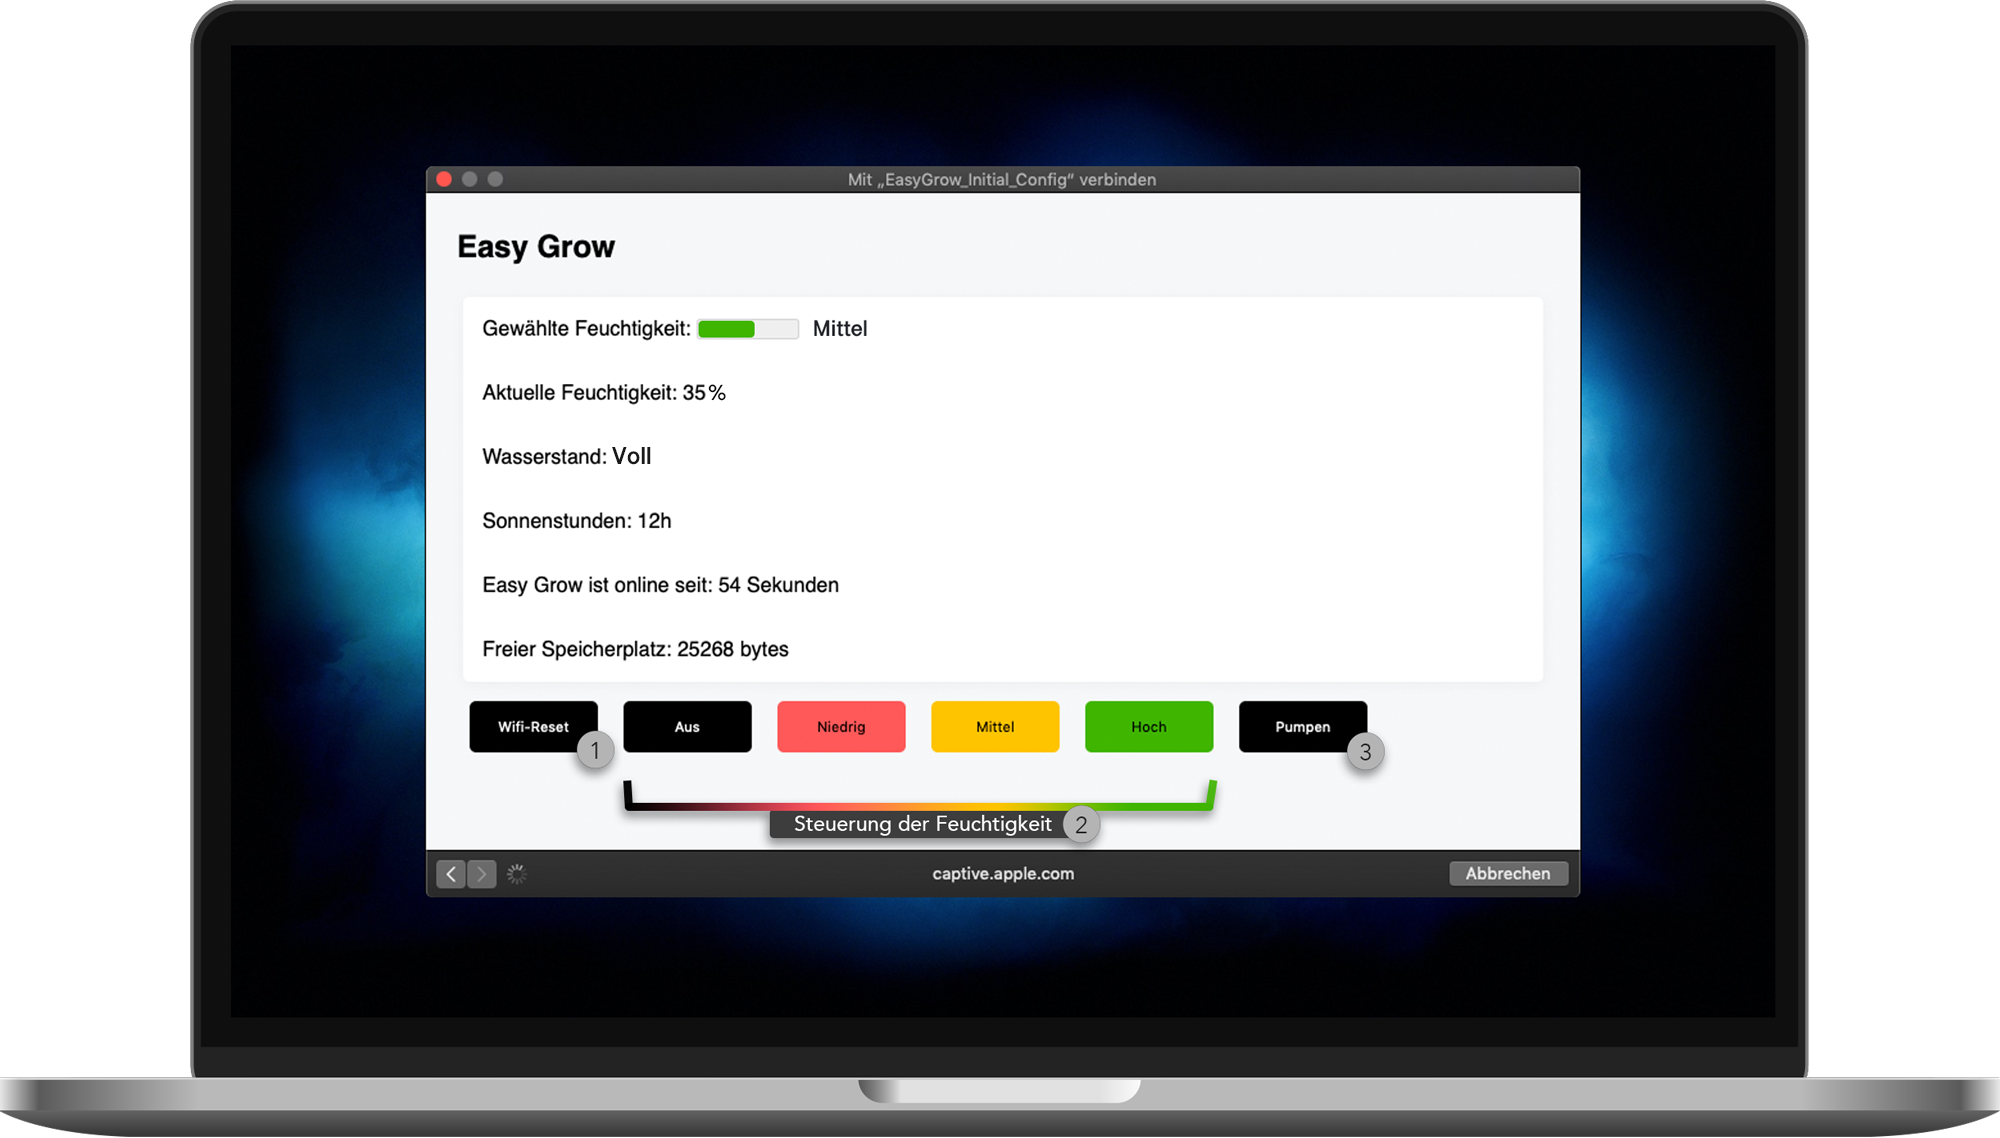 Mit „EasyGrow_Initial_Config“ verbinden
Easy Grow
Gewählte Feuchtigkeit: Mittel
Aktuelle Feuchtigkeit: 35%
Wasserstand: Voll
Sonnenstunden: 12h
Easy Grow ist online seit: 54 Sekunden
Freier Speicherplatz: 25268 bytes
Wifi-Reset Aus Niedrig Mittel Hoch Pumpen
1 3
Steuerung der Feuchtigkeit 2
captive.apple.com Abbrechen